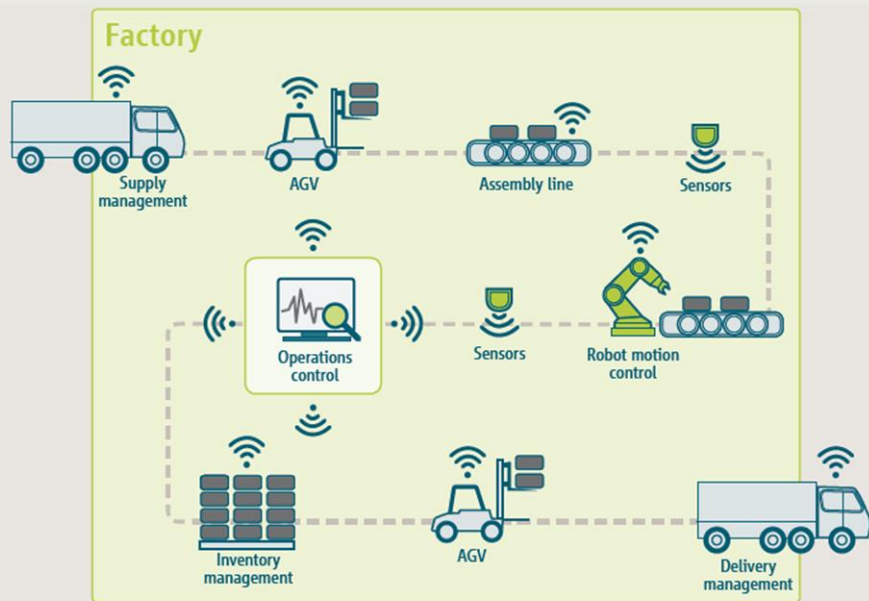 Factory
Supply
management
AGV
Assembly line
Sensors
Operations
control
Sensors
Robot motion
control
Inventory
management
AGV
Delivery
management